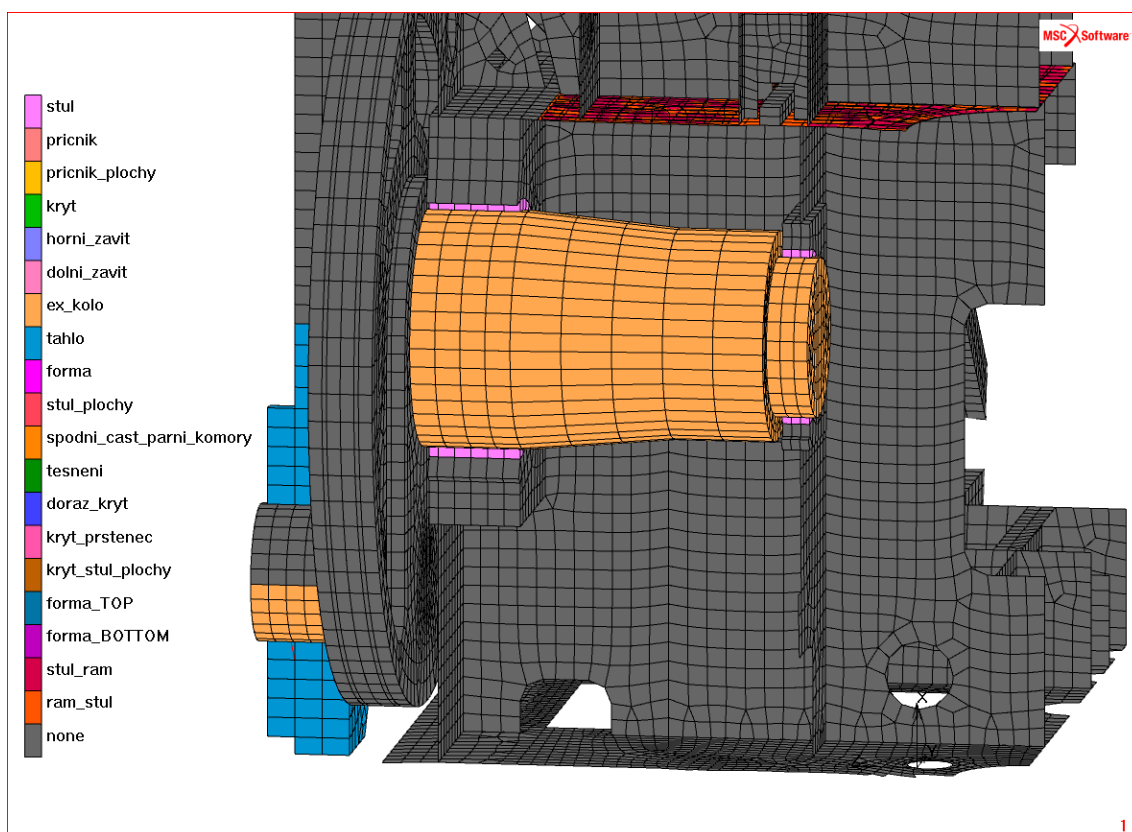 MSC Software
stul
pricnik
pricnik_plochy
kryt
horni_zavit
dolni_zavit
ex_kolo
tahlo
forma
stul_plochy
spodni_cast_parni_komory
tesneni
doraz_kryt
kryt_prstenec
kryt_stul_plochy
forma_TOP
forma_BOTTOM
stul_ram
ram_stul
none
X
Y
1